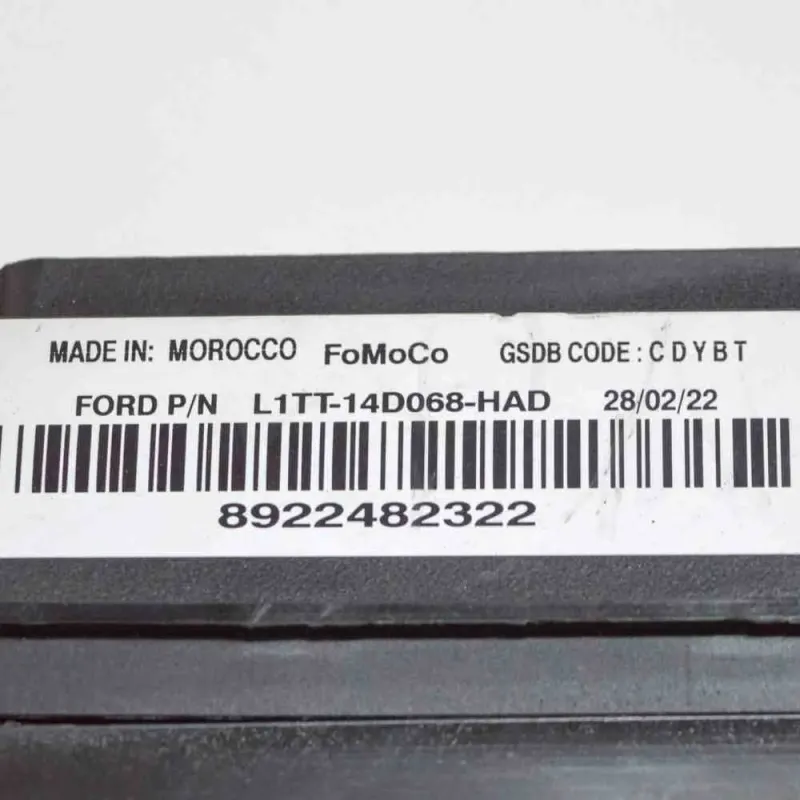 MADE IN: MOROCCO FoMoCo GSDB CODE : C D Y B T
FORD P/N L1TT-14D068-HAD 28/02/22
8922482322